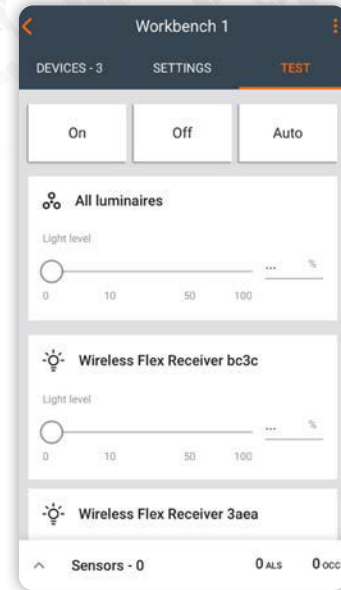 Workbench 1
DEVICES - 3 SETTINGS TEST
On Off Auto
All luminaires
Light level
... %
0 10 50 100
Wireless Flex Receiver bc3c
Light level
... %
0 10 50 100
Wireless Flex Receiver 3aea
Sensors - 0 0 ALS 0 OCC